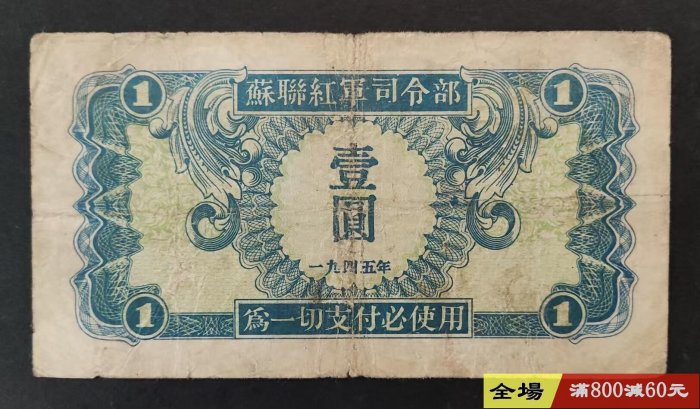 1 蘇聯紅軍司令部 1
壹
圓
一九四五年
1 爲一切支付必使用 1
全場 滿800減60元